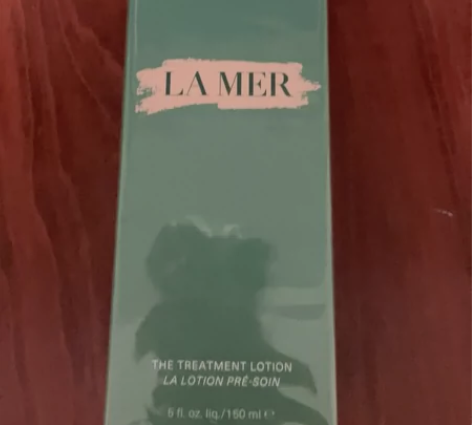 LA MER
THE TREATMENT LOTION
LA LOTION PRÉ-SOIN
5 fl. oz. liq./150 ml ℮